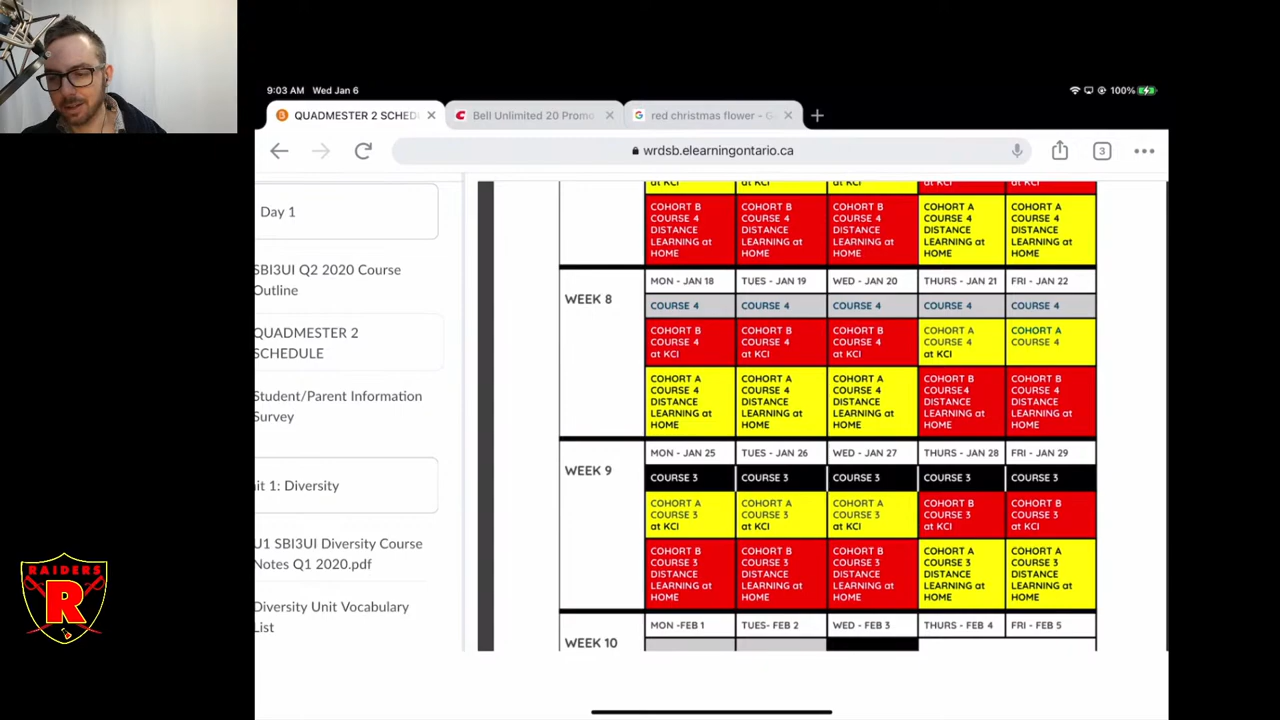 9:03 AM Wed Jan 6
100%
QUADMESTER 2 SCHED
Bell Unlimited 20 Promo
red christmas flower - G
wrdsb.elearningontario.ca
3
Day 1
SBI3UI Q2 2020 Course
Outline
QUADMESTER 2
SCHEDULE
Student/Parent Information
Survey
it 1: Diversity
U1 SBI3UI Diversity Course
Notes Q1 2020.pdf
Diversity Unit Vocabulary
List
RAIDERS
R
at KCI at KCI at KCI at KCI at KCI
COHORT B COHORT B COHORT B COHORT A COHORT A
COURSE 4 COURSE 4 COURSE 4 COURSE 4 COURSE 4
DISTANCE DISTANCE DISTANCE DISTANCE DISTANCE
LEARNING at LEARNING at LEARNING at LEARNING at LEARNING at
HOME HOME HOME HOME HOME
WEEK 8
MON - JAN 18 TUES - JAN 19 WED - JAN 20 THURS - JAN 21 FRI - JAN 22
COURSE 4 COURSE 4 COURSE 4 COURSE 4 COURSE 4
COHORT B COHORT B COHORT B COHORT A COHORT A
COURSE 4 COURSE 4 COURSE 4 COURSE 4 COURSE 4
at KCI at KCI at KCI at KCI
COHORT A COHORT A COHORT A COHORT B COHORT B
COURSE 4 COURSE 4 COURSE 4 COURSE4 COURSE 4
DISTANCE DISTANCE DISTANCE DISTANCE DISTANCE
LEARNING at LEARNING at LEARNING at LEARNING at LEARNING at
HOME HOME HOME HOME HOME
WEEK 9
MON - JAN 25 TUES - JAN 26 WED - JAN 27 THURS - JAN 28 FRI - JAN 29
COURSE 3 COURSE 3 COURSE 3 COURSE 3 COURSE 3
COHORT A COHORT A COHORT A COHORT B COHORT B
COURSE 3 COURSE 3 COURSE 3 COURSE 3 COURSE 3
at KCI at KCI at KCI at KCI at KCI
COHORT B COHORT B COHORT B COHORT A COHORT A
COURSE 3 COURSE 3 COURSE 3 COURSE 3 COURSE 3
DISTANCE DISTANCE DISTANCE DISTANCE DISTANCE
LEARNING at LEARNING at LEARNING at LEARNING at LEARNING at
HOME HOME HOME HOME HOME
WEEK 10
MON -FEB 1 TUES- FEB 2 WED - FEB 3 THURS - FEB 4 FRI - FEB 5